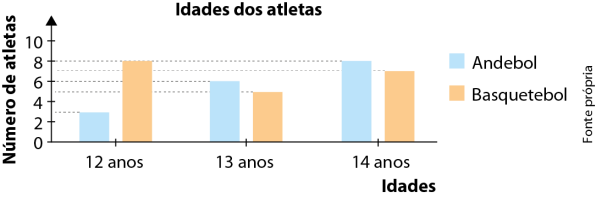 Idades dos atletas
Número de atletas
10
8
6
4
2
0
12 anos
13 anos
14 anos
Idades
Andebol
Basquetebol
Fonte própria